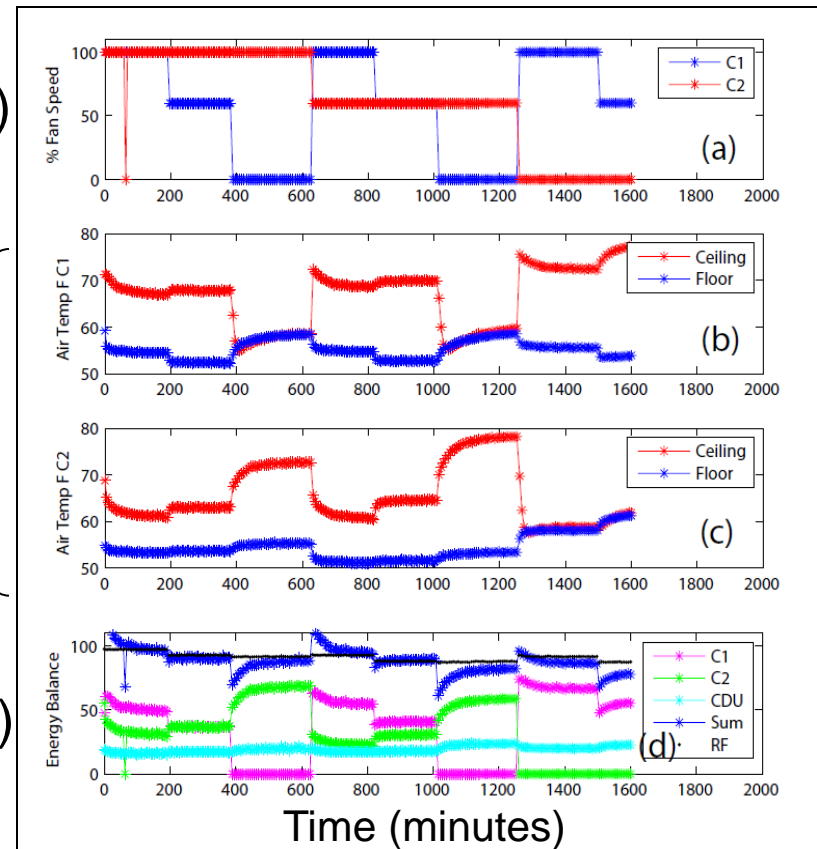 )
% Fan Speed
100
50
0
0 200 400 600 800 1000 1200 1400 1600 1800 2000
C1
C2
(a)
Air Temp F C1
80
70
60
50
0 200 400 600 800 1000 1200 1400 1600 1800 2000
Ceiling
Floor
(b)
Air Temp F C2
80
70
60
50
0 200 400 600 800 1000 1200 1400 1600 1800 2000
Ceiling
Floor
(c)
)
Energy Balance
100
50
0
0 200 400 600 800 1000 1200 1400 1600 1800 2000
C1
C2
CDU
Sum
RF
(d)
Time (minutes)